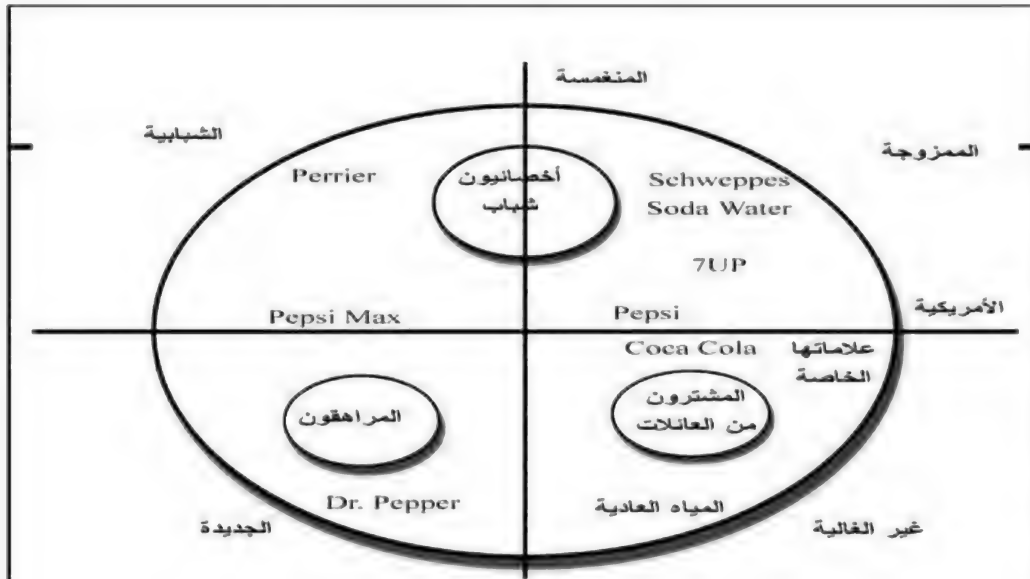 المنغمسة
الشبابية
الممزوجة
Perrier
أخصائيون
شباب
Schweppes
Soda Water
7UP
الأمريكية
Pepsi Max
Pepsi
Coca Cola
علاماتها
الخاصة
المراهقون
المشترون
من العائلات
Dr. Pepper
المياه العادية
الجديدة
غير الغالية